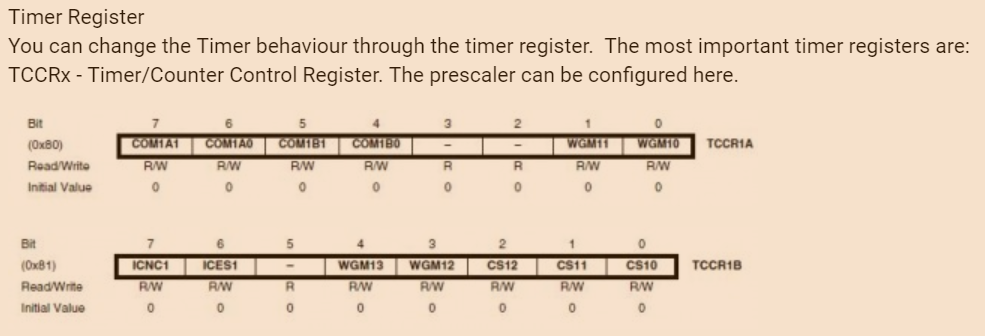 Timer Register
You can change the Timer behaviour through the timer register. The most important timer registers are:
TCCRx - Timer/Counter Control Register. The prescaler can be configured here.
Bit 7 6 5 4 3 2 1 0
(0x80) COM1A1 COM1A0 COM1B1 COM1B0 – – WGM11 WGM10 TCCR1A
Read/Write R/W R/W R/W R/W R R R/W R/W
Initial Value 0 0 0 0 0 0 0 0
Bit 7 6 5 4 3 2 1 0
(0x81) ICNC1 ICES1 – WGM13 WGM12 CS12 CS11 CS10 TCCR1B
Read/Write R/W R/W R R/W R/W R/W R/W R/W
Initial Value 0 0 0 0 0 0 0 0